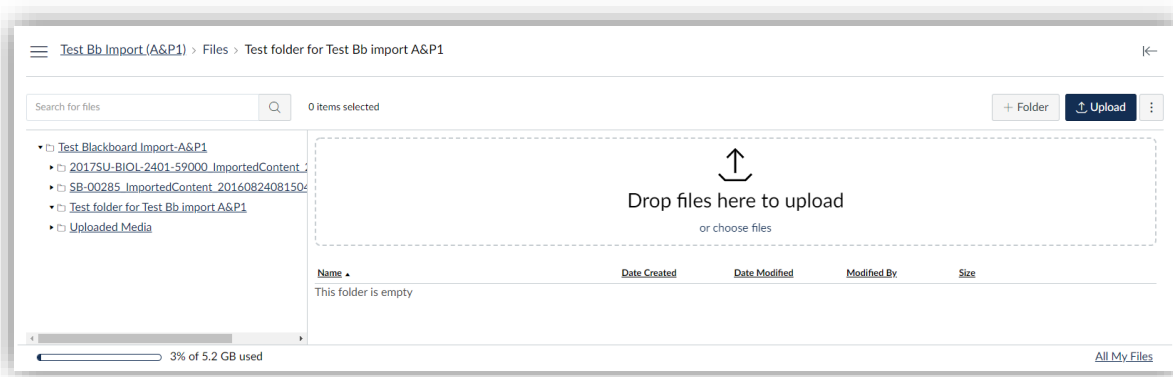 Test Bb Import (A&P1) › Files › Test folder for Test Bb import A&P1
Search for files
0 items selected
+ Folder
Upload
Test Blackboard Import-A&P1
2017SU-BIOL-2401-59000_ImportedContent_2
SB-00285_ImportedContent_20160824081504
Test folder for Test Bb import A&P1
Uploaded Media
Drop files here to upload
or choose files
Name Date Created Date Modified Modified By Size
This folder is empty
3% of 5.2 GB used
All My Files